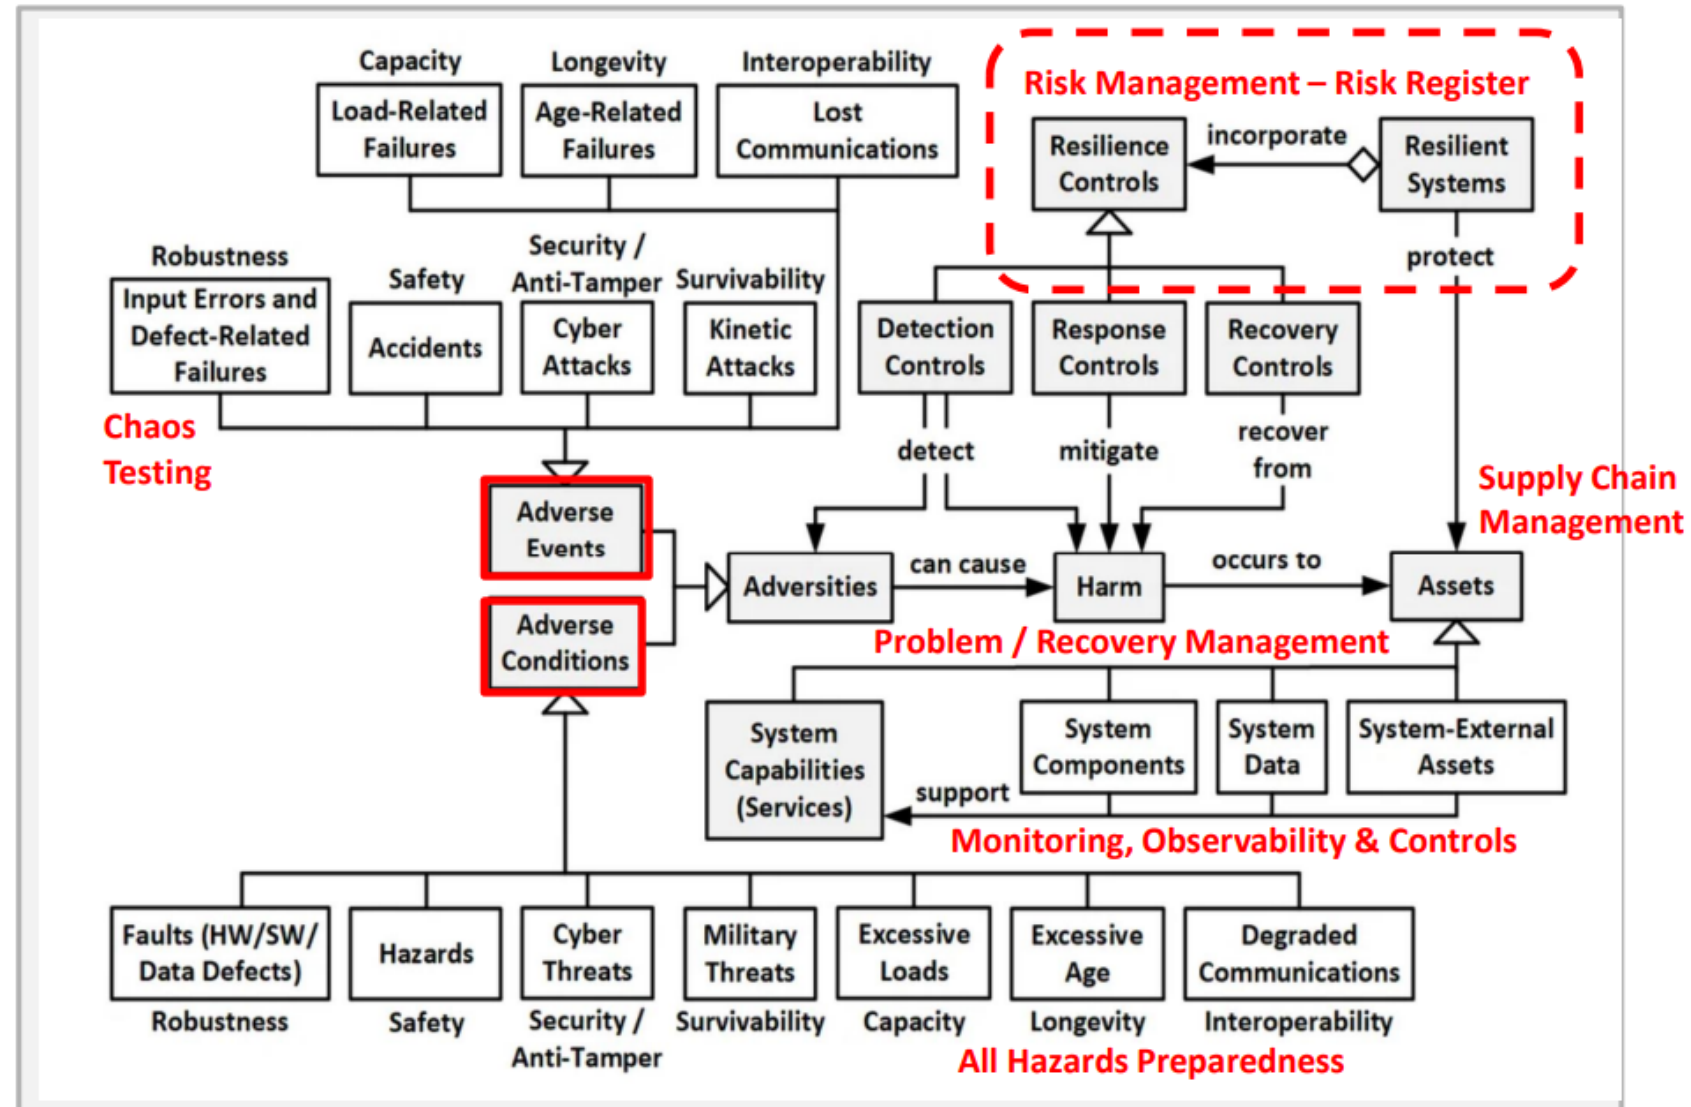 Capacity
Longevity
Interoperability
Load-Related
Failures
Age-Related
Failures
Lost
Communications
Risk Management – Risk Register
Resilience
Controls
incorporate
Resilient
Systems
protect
Robustness
Safety
Security /
Anti-Tamper
Survivability
Input Errors and
Defect-Related
Failures
Accidents
Cyber
Attacks
Kinetic
Attacks
Detection
Controls
Response
Controls
Recovery
Controls
Chaos
Testing
detect
mitigate
recover
from
Supply Chain
Management
Adverse
Events
Adverse
Conditions
Adversities
can cause
Harm
occurs to
Assets
Problem / Recovery Management
System
Capabilities
(Services)
System
Components
System
Data
System-External
Assets
support
Monitoring, Observability & Controls
Faults (HW/SW/
Data Defects)
Hazards
Cyber
Threats
Military
Threats
Excessive
Loads
Excessive
Age
Degraded
Communications
Robustness
Safety
Security /
Anti-Tamper
Survivability
Capacity
Longevity
Interoperability
All Hazards Preparedness